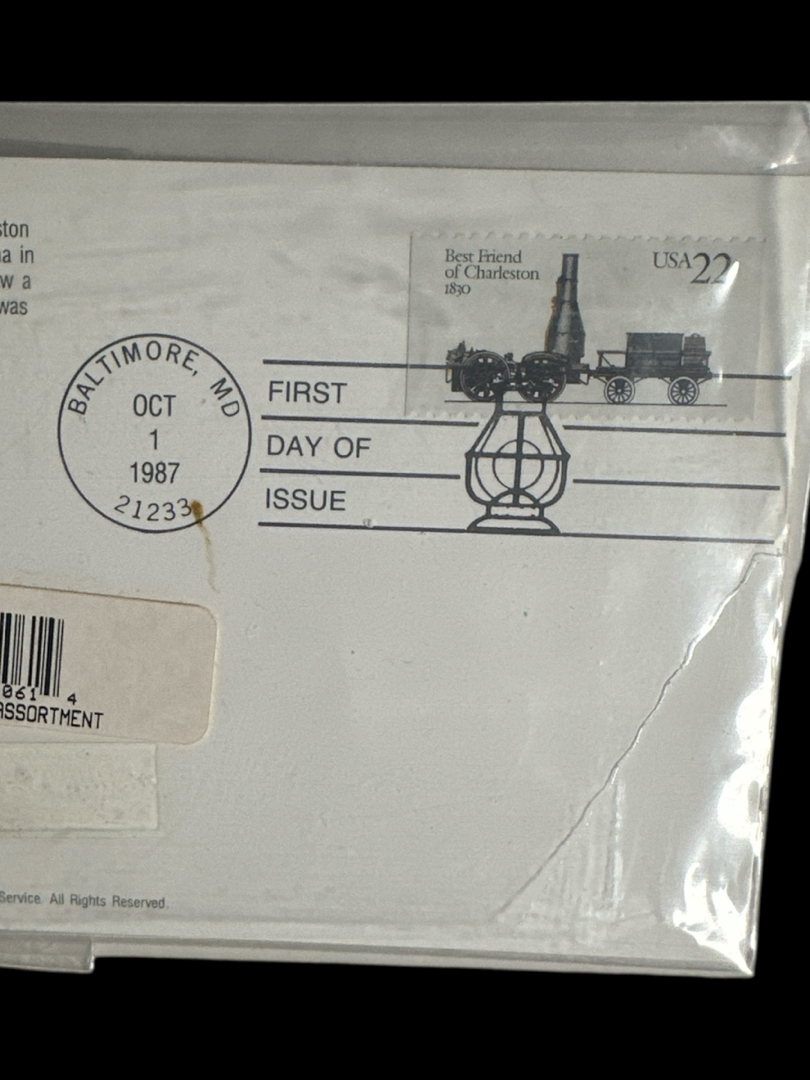 ston
a in
w a
was
Best Friend
of Charleston
1830
USA22
BALTIMORE, MD
OCT
1
1987
21233
FIRST
DAY OF
ISSUE
061 4
ASSORTMENT
Service. All Rights Reserved.